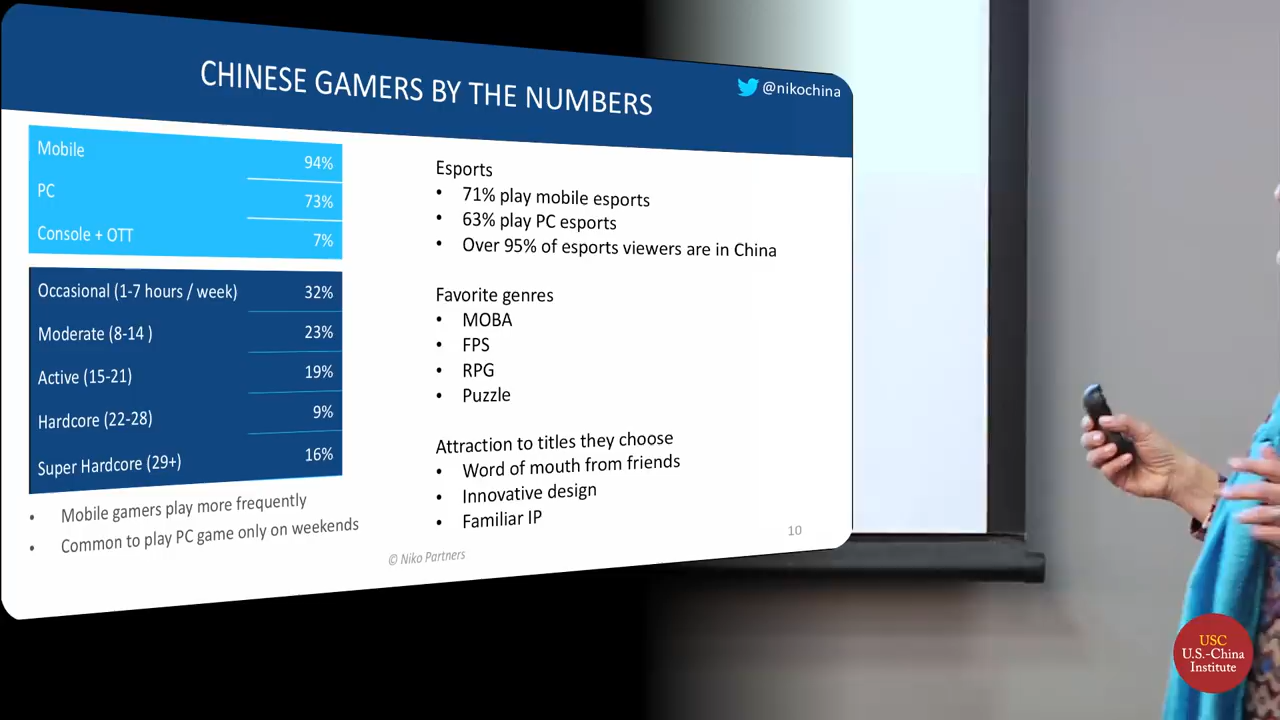 CHINESE GAMERS BY THE NUMBERS
@nikochina
Mobile 94%
PC 73%
Console + OTT 7%
Occasional (1-7 hours / week) 32%
Moderate (8-14 ) 23%
Active (15-21) 19%
Hardcore (22-28) 9%
Super Hardcore (29+) 16%
• Mobile gamers play more frequently
• Common to play PC game only on weekends
Esports
• 71% play mobile esports
• 63% play PC esports
• Over 95% of esports viewers are in China
Favorite genres
• MOBA
• FPS
• RPG
• Puzzle
Attraction to titles they choose
• Word of mouth from friends
• Innovative design
• Familiar IP
© Niko Partners
10
USC
U.S.-China
Institute